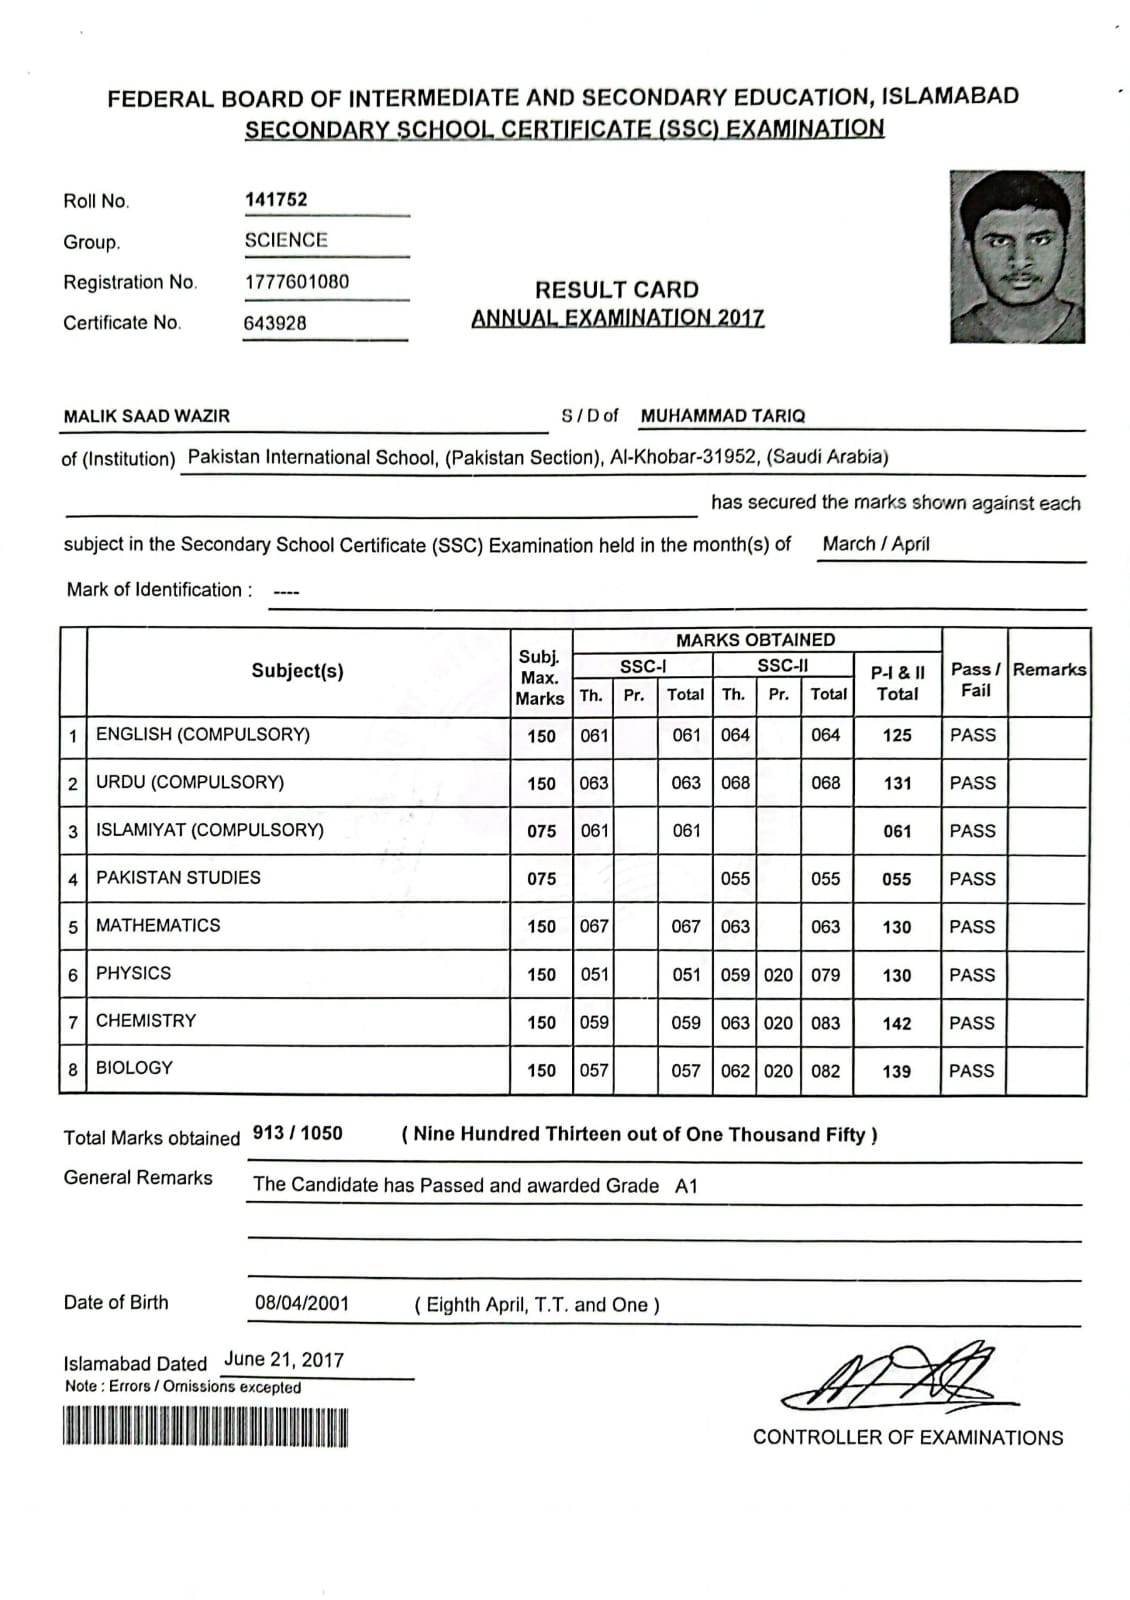 FEDERAL BOARD OF INTERMEDIATE AND SECONDARY EDUCATION, ISLAMABAD
SECONDARY SCHOOL CERTIFICATE (SSC) EXAMINATION
Roll No. 141752
Group. SCIENCE
Registration No. 1777601080
Certificate No. 643928
RESULT CARD
ANNUAL EXAMINATION 2017
MALIK SAAD WAZIR S / D of MUHAMMAD TARIQ
of (Institution) Pakistan International School, (Pakistan Section), Al-Khobar-31952, (Saudi Arabia)
has secured the marks shown against each
subject in the Secondary School Certificate (SSC) Examination held in the month(s) of March / April
Mark of Identification : ----
Subject(s) Subj. Max. Marks MARKS OBTAINED Pass / Fail Remarks
SSC-I SSC-II P-I & II Total
Th. Pr. Total Th. Pr. Total
1 ENGLISH (COMPULSORY) 150 061 061 064 064 125 PASS
2 URDU (COMPULSORY) 150 063 063 068 068 131 PASS
3 ISLAMIYAT (COMPULSORY) 075 061 061 061 PASS
4 PAKISTAN STUDIES 075 055 055 055 PASS
5 MATHEMATICS 150 067 067 063 063 130 PASS
6 PHYSICS 150 051 051 059 020 079 130 PASS
7 CHEMISTRY 150 059 059 063 020 083 142 PASS
8 BIOLOGY 150 057 057 062 020 082 139 PASS
Total Marks obtained 913 / 1050 ( Nine Hundred Thirteen out of One Thousand Fifty )
General Remarks The Candidate has Passed and awarded Grade A1
Date of Birth 08/04/2001 ( Eighth April, T.T. and One )
Islamabad Dated June 21, 2017
Note : Errors / Omissions excepted
CONTROLLER OF EXAMINATIONS